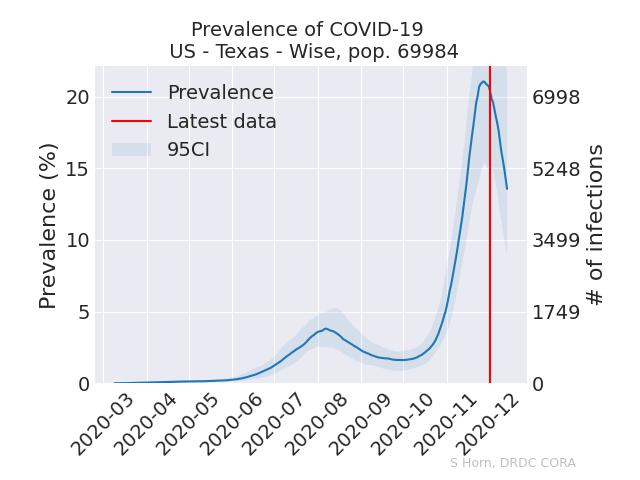 Prevalence of COVID-19
US - Texas - Wise, pop. 69984
Prevalence
Latest data
95CI
Prevalence (%)
20
15
10
5
0
6998
5248
3499
1749
0
# of infections
2020-03
2020-04
2020-05
2020-06
2020-07
2020-08
2020-09
2020-10
2020-11
2020-12
S Horn, DRDC CORA